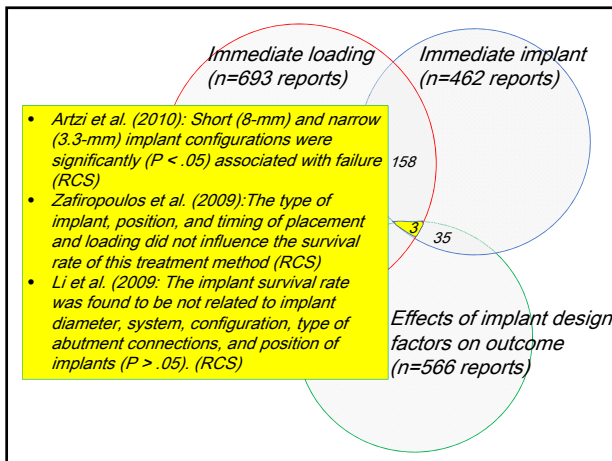 Immediate loading
(n=693 reports)
Immediate implant
(n=462 reports)
• Artzi et al. (2010): Short (8-mm) and narrow
(3.3-mm) implant configurations were
significantly (P < .05) associated with failure
(RCS)
• Zafiropoulos et al. (2009):The type of
implant, position, and timing of placement
and loading did not influence the survival
rate of this treatment method (RCS)
• Li et al. (2009: The implant survival rate
was found to be not related to implant
diameter, system, configuration, type of
abutment connections, and position of
implants (P > .05). (RCS)
158
3
35
Effects of implant design
factors on outcome
(n=566 reports)